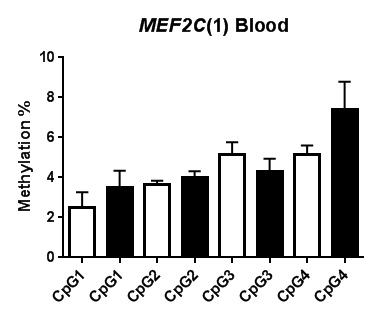 MEF2C(1) Blood
Methylation %
10
8
6
4
2
0
CpG1 CpG1 CpG2 CpG2 CpG3 CpG3 CpG4 CpG4